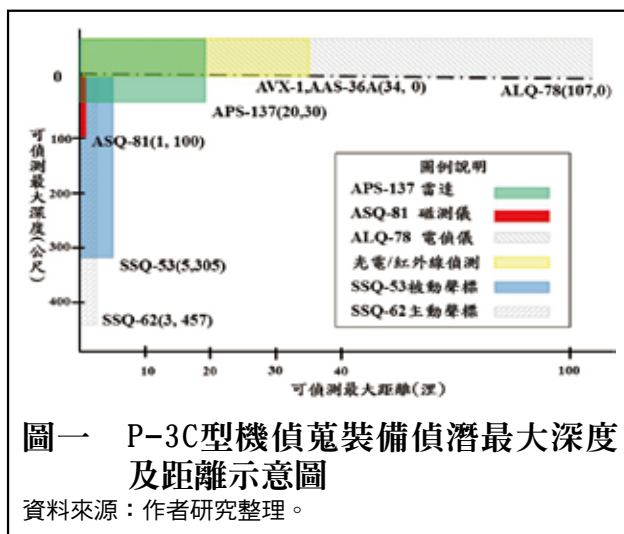 0
AVX-1,AAS-36A(34, 0)
ALQ-78(107,0)
APS-137(20,30)
100
ASQ-81(1, 100)
可偵測最大深度(公尺)
200
300
SSQ-53(5,305)
400
SSQ-62(3, 457)
圖例說明
APS-137 雷達
ASQ-81 磁測儀
ALQ-78 電偵儀
光電/紅外線偵測
SSQ-53被動聲標
SSQ-62主動聲標
10 20 30 40 100
可偵測最大距離(浬)
圖一 P-3C型機偵蒐裝備偵潛最大深度
及距離示意圖
資料來源：作者研究整理。